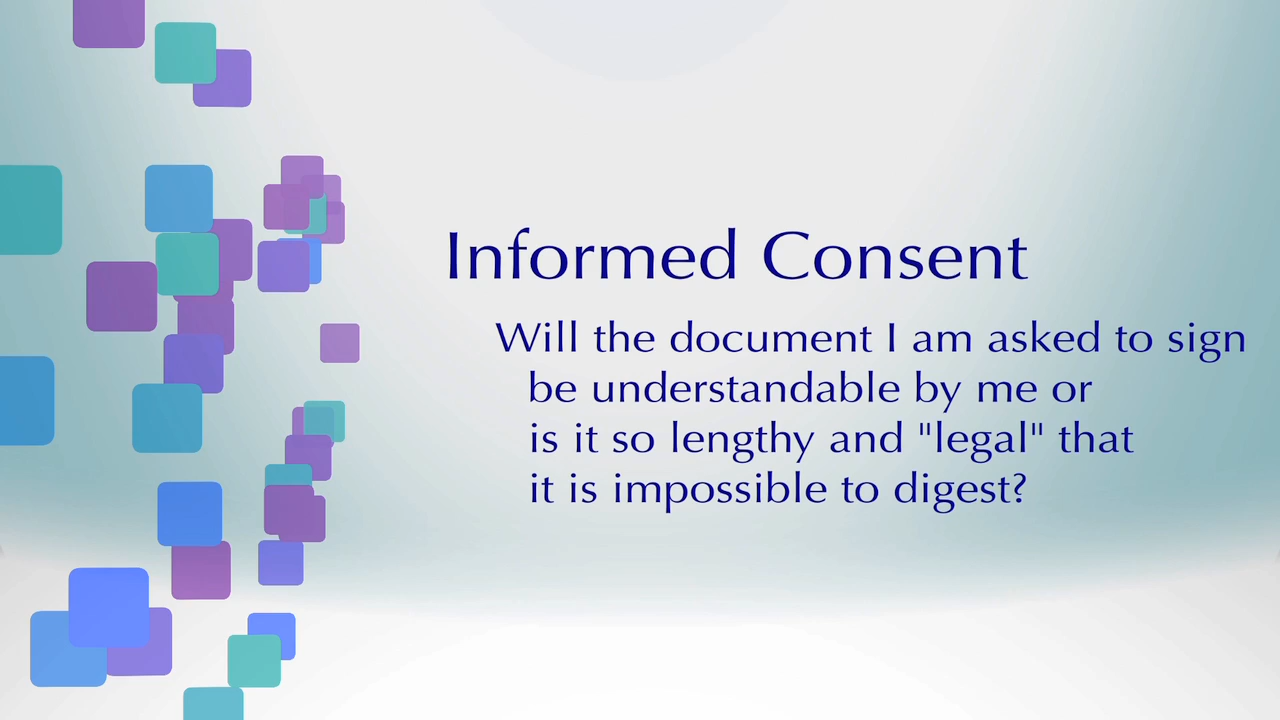 Informed Consent
Will the document I am asked to sign
be understandable by me or
is it so lengthy and "legal" that
it is impossible to digest?